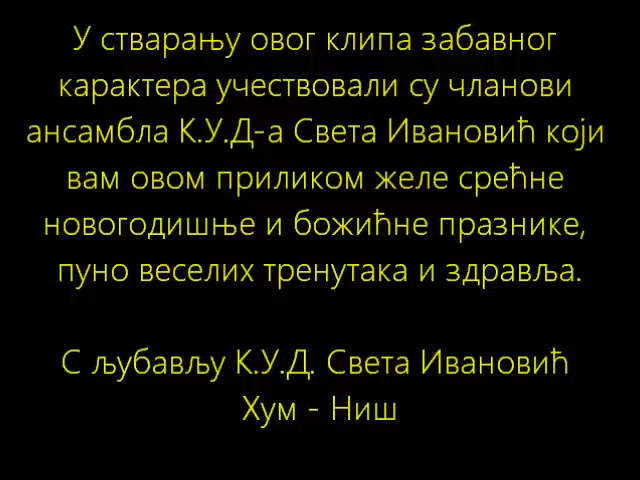 У стварању овог клипа забавног
карактера учествовали су чланови
ансамбла К.У.Д-а Света Ивановић који
вам овом приликом желе срећне
новогодишње и божићне празнике,
пуно веселих тренутака и здравља.
С љубављу К.У.Д. Света Ивановић
Хум - Ниш